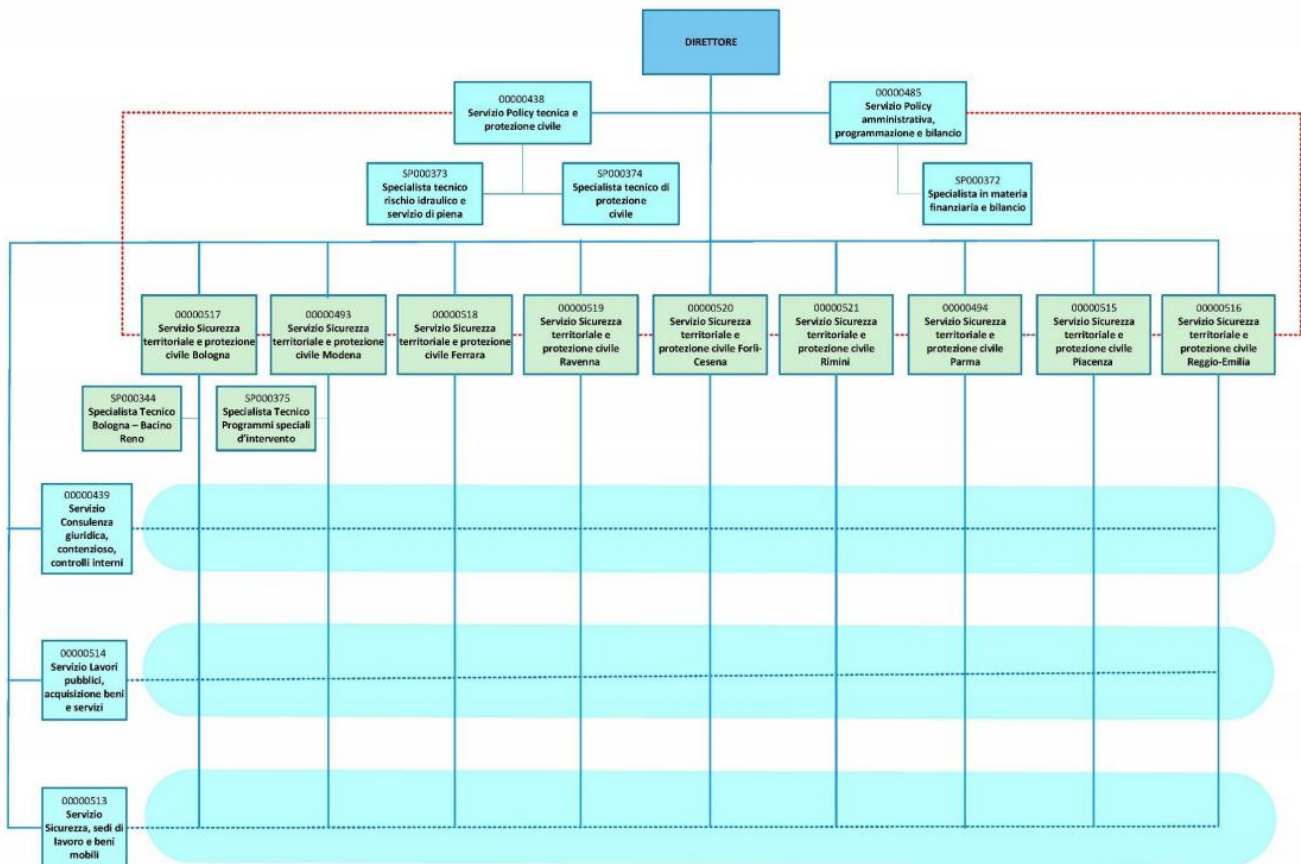 DIRETTORE
00000438
Servizio Policy tecnica e
protezione civile
00000485
Servizio Policy
amministrativa,
programmazione e bilancio
SP000373
Specialista tecnico
rischio idraulico e
servizio di piena
SP000374
Specialista tecnico di
protezione
civile
SP000372
Specialista in materia
finanziaria e bilancio
00000517
Servizio Sicurezza
territoriale e protezione
civile Bologna
00000493
Servizio Sicurezza
territoriale e protezione
civile Modena
00000518
Servizio Sicurezza
territoriale e protezione
civile Ferrara
00000519
Servizio Sicurezza
territoriale e
protezione civile
Ravenna
00000520
Servizio Sicurezza
territoriale e
protezione civile Forlì-
Cesena
00000521
Servizio Sicurezza
territoriale e
protezione civile
Rimini
00000494
Servizio Sicurezza
territoriale e
protezione civile
Parma
00000515
Servizio Sicurezza
territoriale e
protezione civile
Piacenza
00000516
Servizio Sicurezza
territoriale e
protezione civile
Reggio-Emilia
SP000344
Specialista Tecnico
Bologna – Bacino
Reno
SP000375
Specialista Tecnico
Programmi speciali
d'intervento
00000439
Servizio
Consulenza
giuridica,
contenzioso,
controlli interni
00000514
Servizio Lavori
pubblici,
acquisizione beni
e servizi
00000513
Servizio
Sicurezza, sedi di
lavoro e beni
mobili